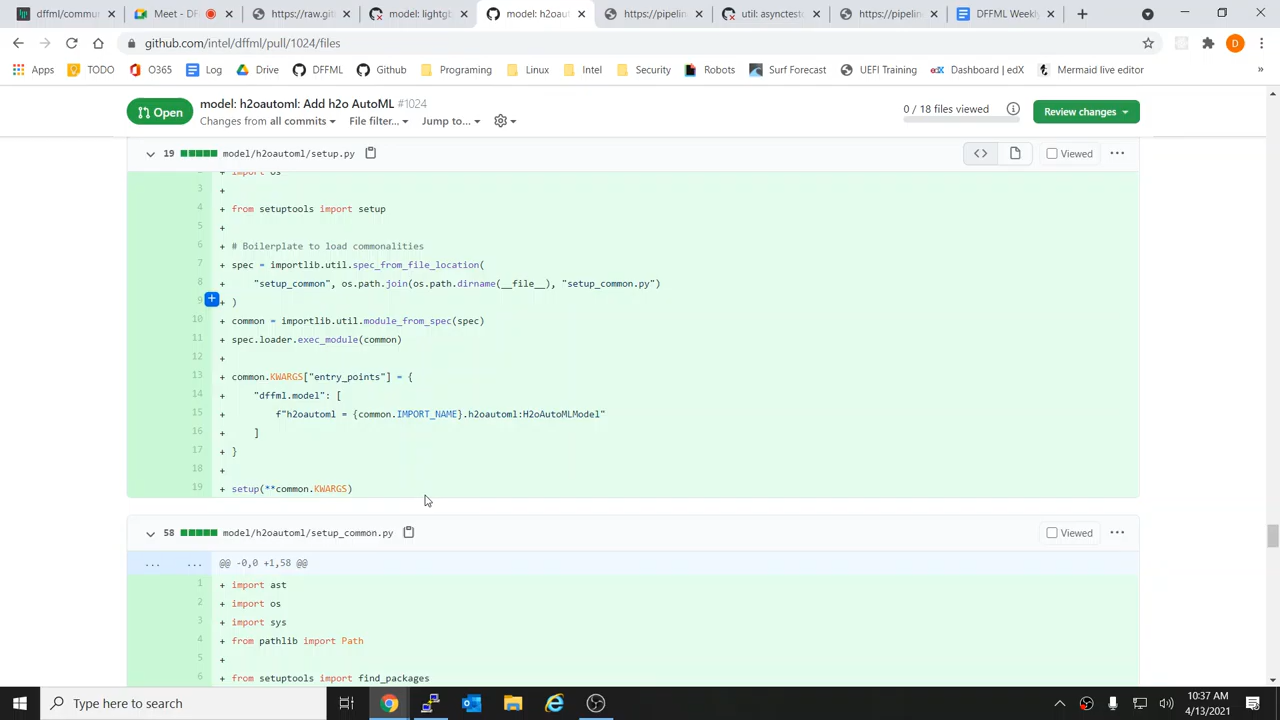 dffml/commu
Meet - D
https://raw.git
model: lightgl
model: h2oaut
https://pipelin
util: asynctest
https://pipelin
DFFML Weekly
github.com/intel/dffml/pull/1024/files
D
Apps
TODO
O365
Log
Drive
DFFML
Github
Programing
Linux
Intel
Security
Robots
Surf Forecast
UEFI Training
Dashboard | edX
Mermaid live editor
»
Open
model: h2oautoml: Add h2o AutoML #1024
Changes from all commits
File filter...
Jump to...
0 / 18 files viewed
Review changes
19 model/h2oautoml/setup.py
Viewed
2 + import os
3 +
4 + from setuptools import setup
5 +
6 + # Boilerplate to load commonalities
7 + spec = importlib.util.spec_from_file_location(
8 + "setup_common", os.path.join(os.path.dirname(__file__), "setup_common.py")
9 + )
10 + common = importlib.util.module_from_spec(spec)
11 + spec.loader.exec_module(common)
12 +
13 + common.KWARGS["entry_points"] = {
14 + "dffml.model": [
15 + f"h2oautoml = {common.IMPORT_NAME}.h2oautoml:H2oAutoMLModel"
16 + ]
17 + }
18 +
19 + setup(**common.KWARGS)
58 model/h2oautoml/setup_common.py
Viewed
... ... @@ -0,0 +1,58 @@
1 + import ast
2 + import os
3 + import sys
4 + from pathlib import Path
5 +
6 + from setuptools import find_packages
Type here to search
10:37 AM
4/13/2021